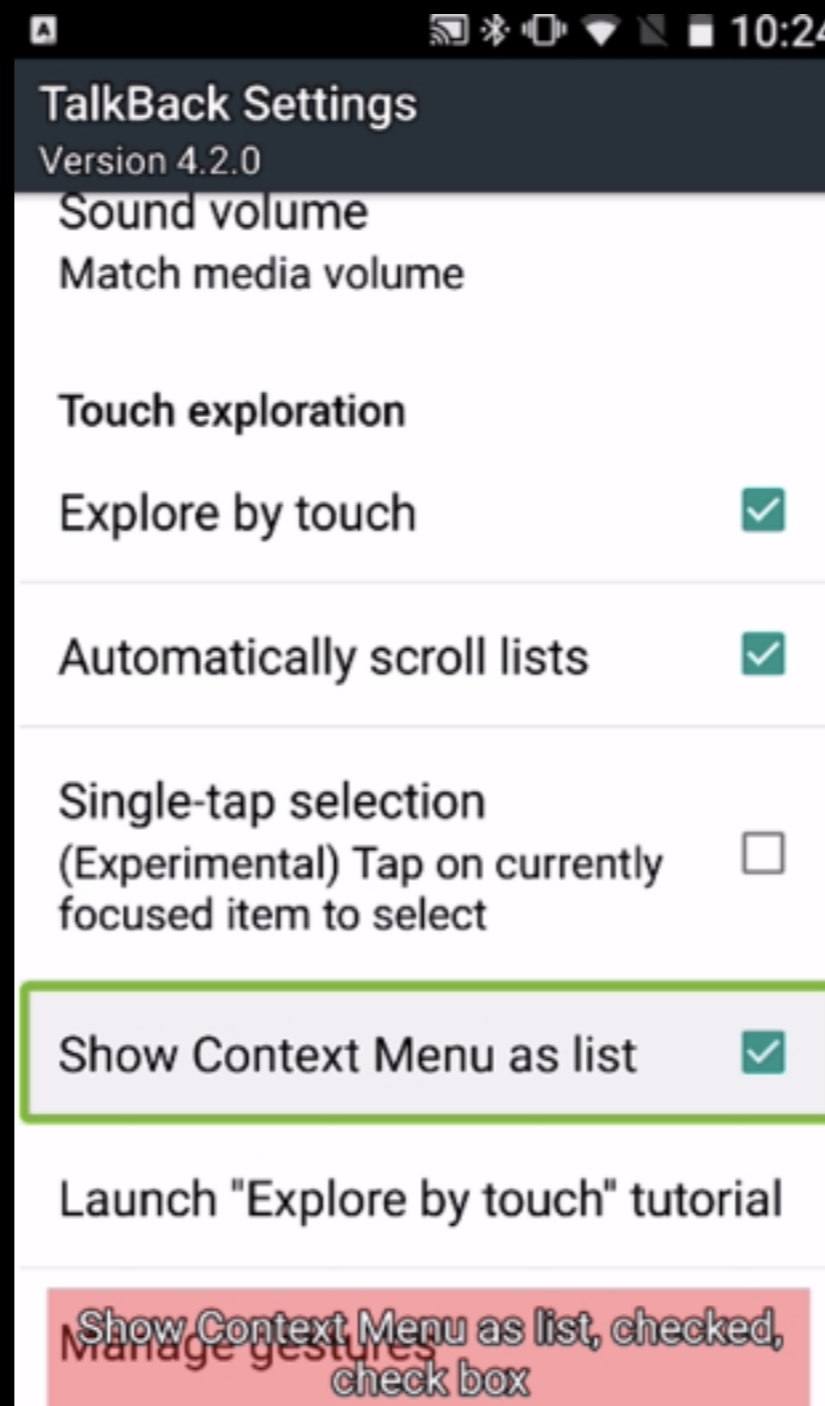 A
10:24
TalkBack Settings
Version 4.2.0
Sound volume
Match media volume
Touch exploration
Explore by touch
Automatically scroll lists
Single-tap selection
(Experimental) Tap on currently
focused item to select
Show Context Menu as list
Launch "Explore by touch" tutorial
Manage gestures
Show Context Menu as list, checked,
check box